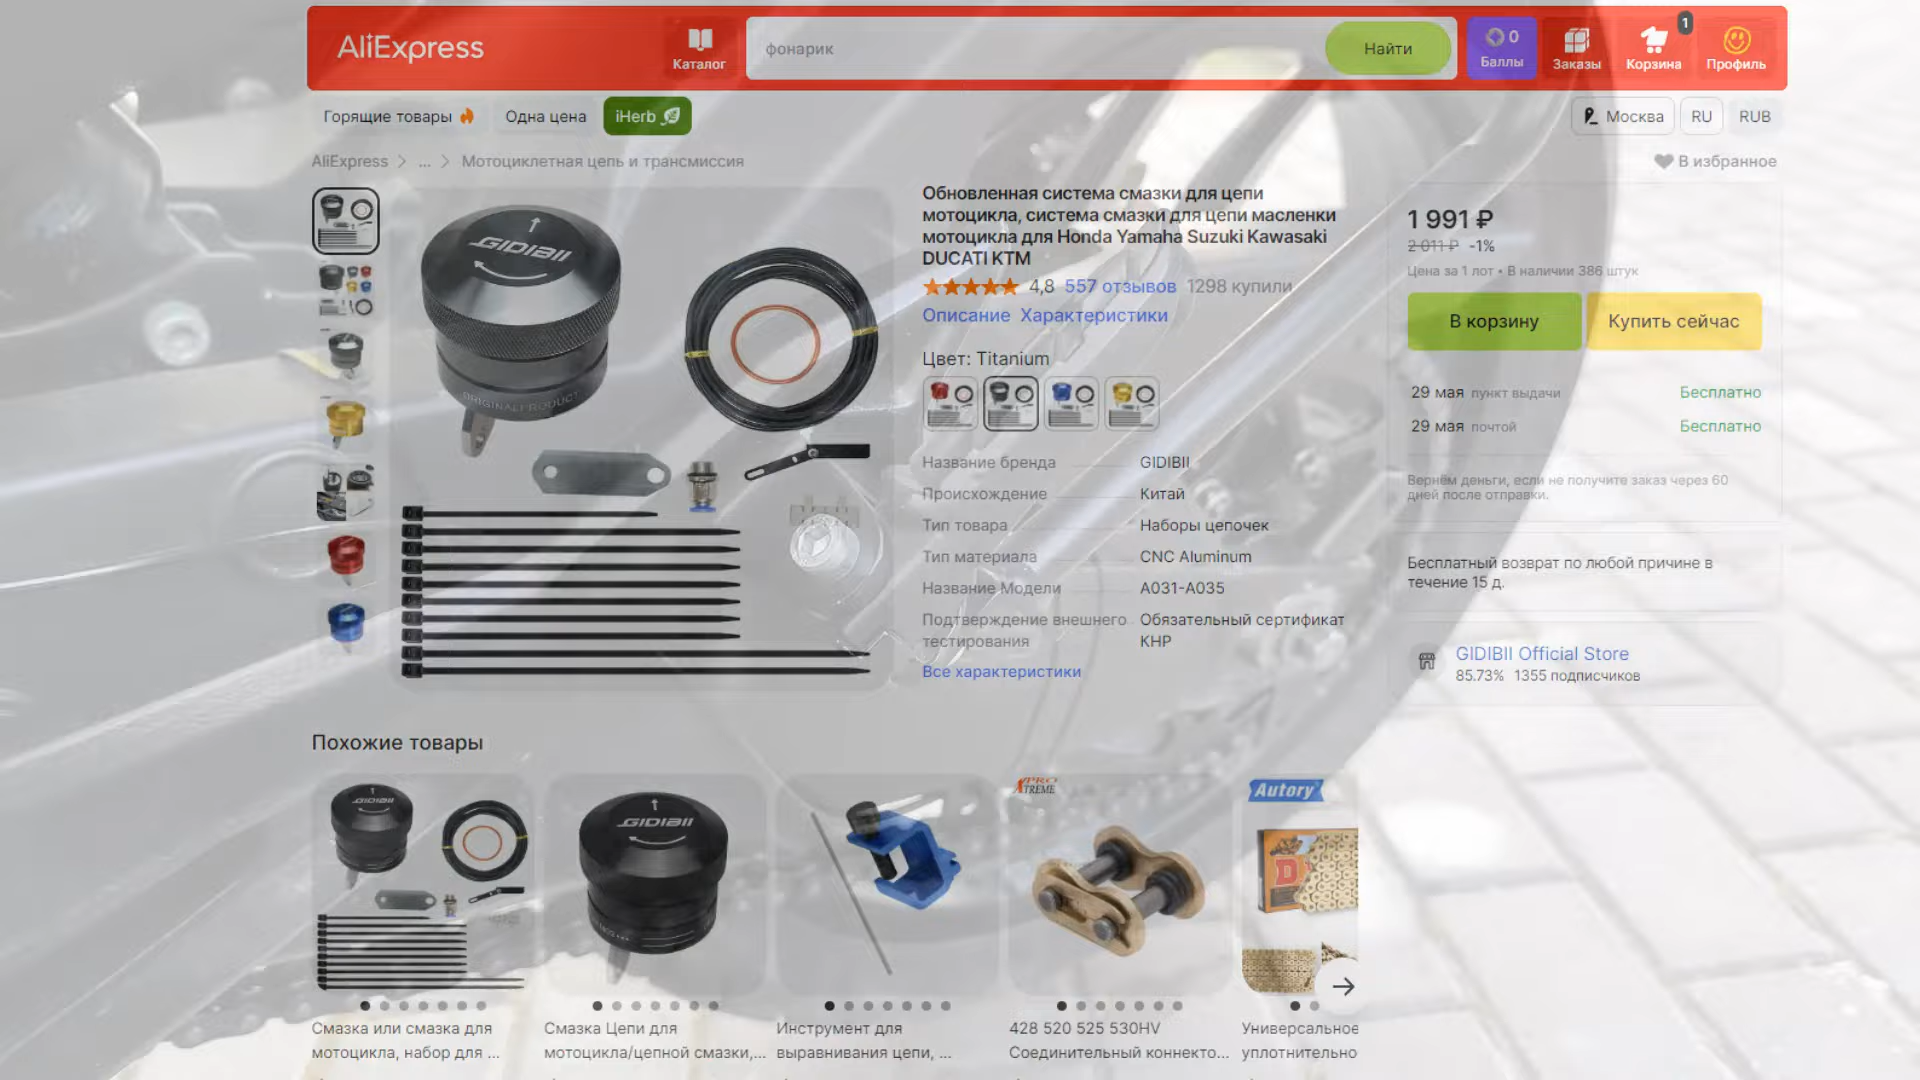 AliExpress
Каталог
фонарик
Найти
0
Баллы
Заказы
1
Корзина
Профиль
Горящие товары
Одна цена
iHerb
Москва
RU
RUB
AliExpress
...
Мотоциклетная цепь и трансмиссия
В избранное
GIDIBII
ORIGINALI PRODUCT
Обновленная система смазки для цепи
мотоцикла, система смазки для цепи масленки
мотоцикла для Honda Yamaha Suzuki Kawasaki
DUCATI KTM
4,8 557 отзывов 1298 купили
Описание Характеристики
Цвет: Titanium
Название бренда GIDIBII
Происхождение Китай
Тип товара Наборы цепочек
Тип материала CNC Aluminum
Название Модели A031-A035
Подтверждение внешнего Обязательный сертификат
тестирования КНР
Все характеристики
1 991 ₽
2 011 ₽ -1%
Цена за 1 лот • В наличии 386 штук
В корзину
Купить сейчас
29 мая пункт выдачи Бесплатно
29 мая почтой Бесплатно
Вернём деньги, если не получите заказ через 60
дней после отправки.
Бесплатный возврат по любой причине в
течение 15 д.
GIDIBII Official Store
85.73% 1355 подписчиков
Похожие товары
GIDIBII
GIDIBII
PRO
XTREME
Autory
D
Смазка или смазка для
мотоцикла, набор для ...
Смазка Цепи для
мотоцикла/цепной смазки,...
Инструмент для
выравнивания цепи, ...
428 520 525 530HV
Соединительный коннекто...
Универсальное
уплотнительно